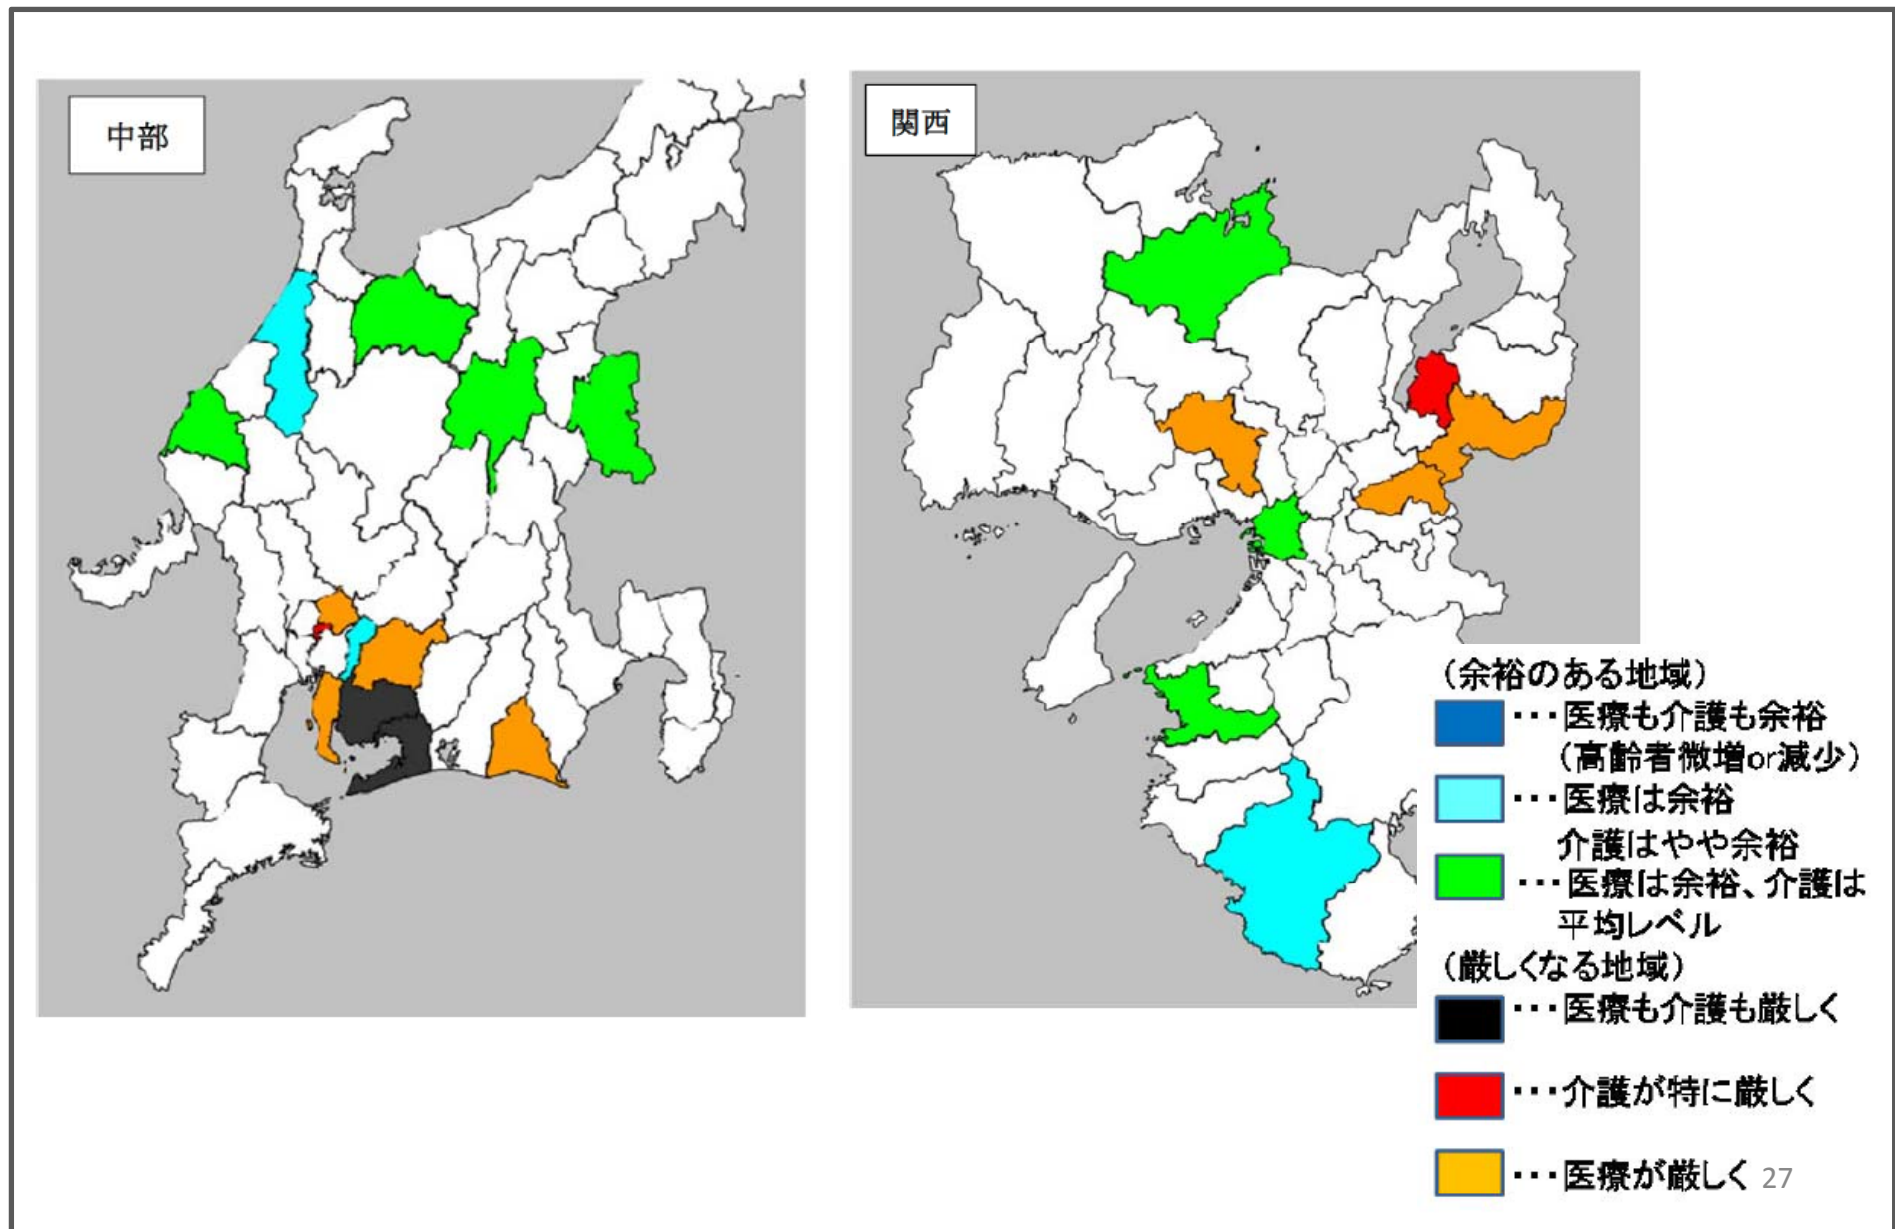 中部
関西
（余裕のある地域）
・・・医療も介護も余裕
（高齢者微増or減少）
・・・医療は余裕
介護はやや余裕
・・・医療は余裕、介護は
平均レベル
（厳しくなる地域）
・・・医療も介護も厳しく
・・・介護が特に厳しく
・・・医療が厳しく 27